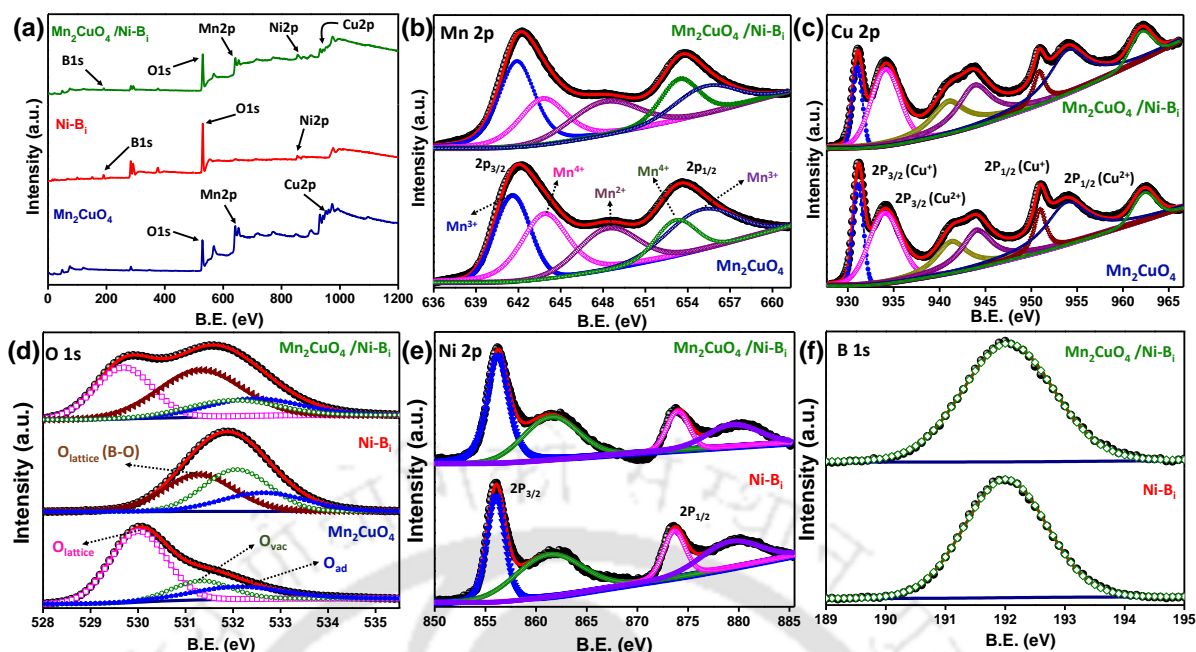 (a)
Mn₂CuO₄ /Ni-Bᵢ
B1s
O1s
Mn2p
Ni2p
Cu2p
Ni-Bᵢ
B1s
O1s
Ni2p
Mn₂CuO₄
O1s
Mn2p
Cu2p
Intensity (a.u.)
0 200 400 600 800 1000 1200
B.E. (eV)
(b)
Mn 2p
Mn₂CuO₄ /Ni-Bᵢ
2p₃/₂
Mn⁴⁺
Mn⁴⁺
2p₁/₂
Mn²⁺
Mn³⁺
Mn³⁺
Mn₂CuO₄
Intensity (a.u.)
636 639 642 645 648 651 654 657 660
B.E. (eV)
(c)
Cu 2p
Mn₂CuO₄ /Ni-Bᵢ
2P₃/₂ (Cu⁺)
2P₁/₂ (Cu⁺)
2P₃/₂ (Cu²⁺)
2P₁/₂ (Cu²⁺)
Mn₂CuO₄
Intensity (a.u.)
930 935 940 945 950 955 960 965
B.E. (eV)
(d)
O 1s
Mn₂CuO₄ /Ni-Bᵢ
Ni-Bᵢ
O lattice (B-O)
Mn₂CuO₄
O lattice
O vac
O ad
Intensity (a.u.)
528 529 530 531 532 533 534 535
B.E. (eV)
(e)
Ni 2p
Mn₂CuO₄ /Ni-Bᵢ
Ni-Bᵢ
2P₃/₂
2P₁/₂
Intensity (a.u.)
850 855 860 865 870 875 880 885
B.E. (eV)
(f)
B 1s
Mn₂CuO₄ /Ni-Bᵢ
Ni-Bᵢ
Intensity (a.u.)
189 190 191 192 193 194 195
B.E. (eV)